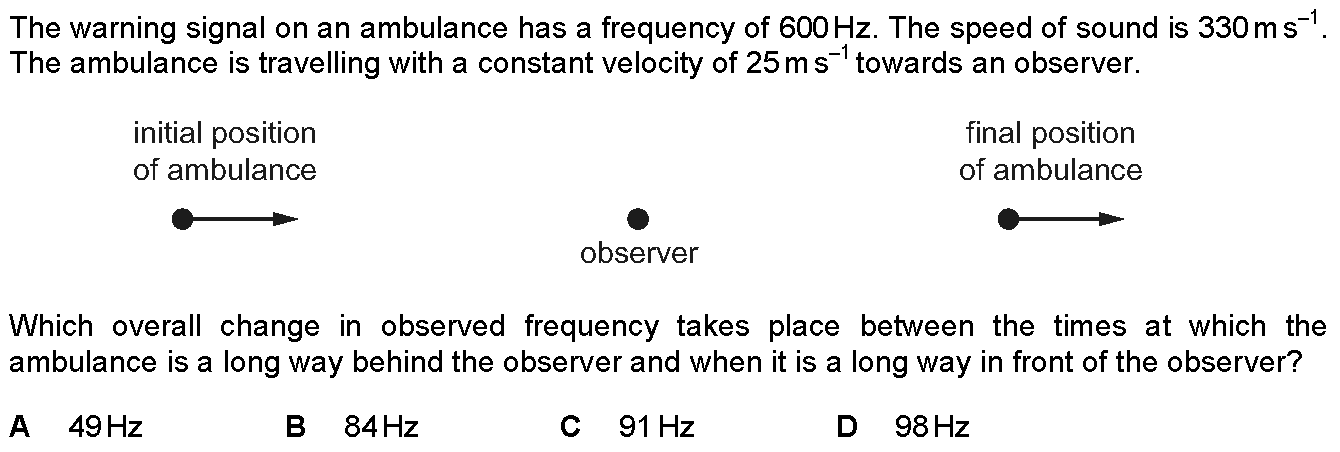 The warning signal on an ambulance has a frequency of 600 Hz. The speed of sound is 330 m s⁻¹.
The ambulance is travelling with a constant velocity of 25 m s⁻¹ towards an observer.
initial position
of ambulance
final position
of ambulance
observer
Which overall change in observed frequency takes place between the times at which the
ambulance is a long way behind the observer and when it is a long way in front of the observer?
A 49 Hz B 84 Hz C 91 Hz D 98 Hz